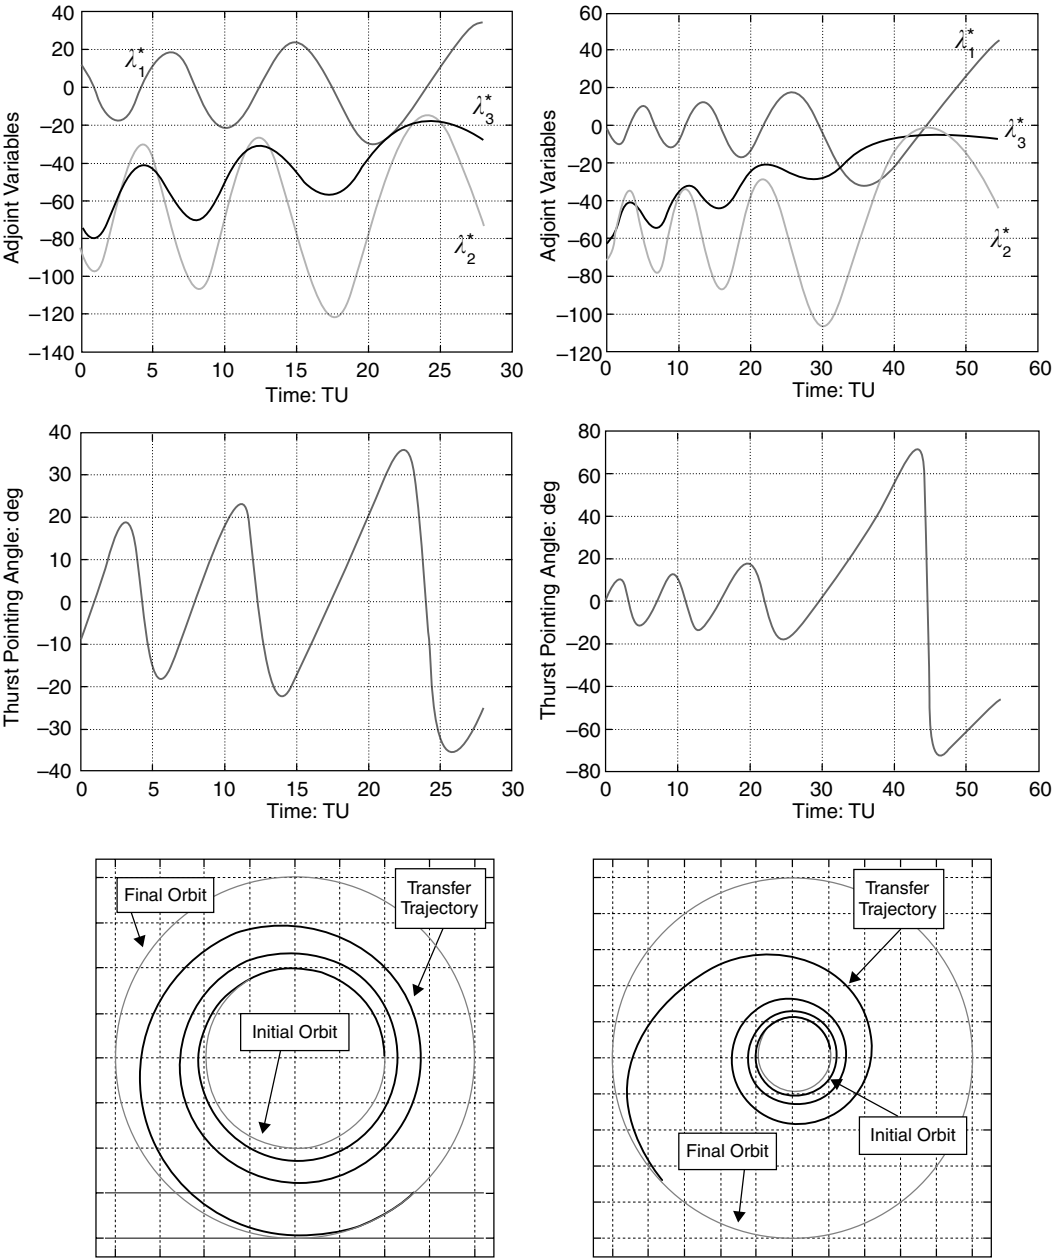 40
20
0
–20
–40
–60
–80
–100
–120
–140
0 5 10 15 20 25 30
Adjoint Variables
Time: TU
λ*1
λ*3
λ*2
60
40
20
0
–20
–40
–60
–80
–100
–120
0 10 20 30 40 50 60
Adjoint Variables
Time: TU
λ*1
λ*3
λ*2
40
30
20
10
0
–10
–20
–30
–40
0 5 10 15 20 25 30
Thurst Pointing Angle: deg
Time: TU
80
60
40
20
0
–20
–40
–60
–80
0 10 20 30 40 50 60
Thurst Pointing Angle: deg
Time: TU
Final Orbit
Transfer
Trajectory
Initial Orbit
Transfer
Trajectory
Initial Orbit
Final Orbit